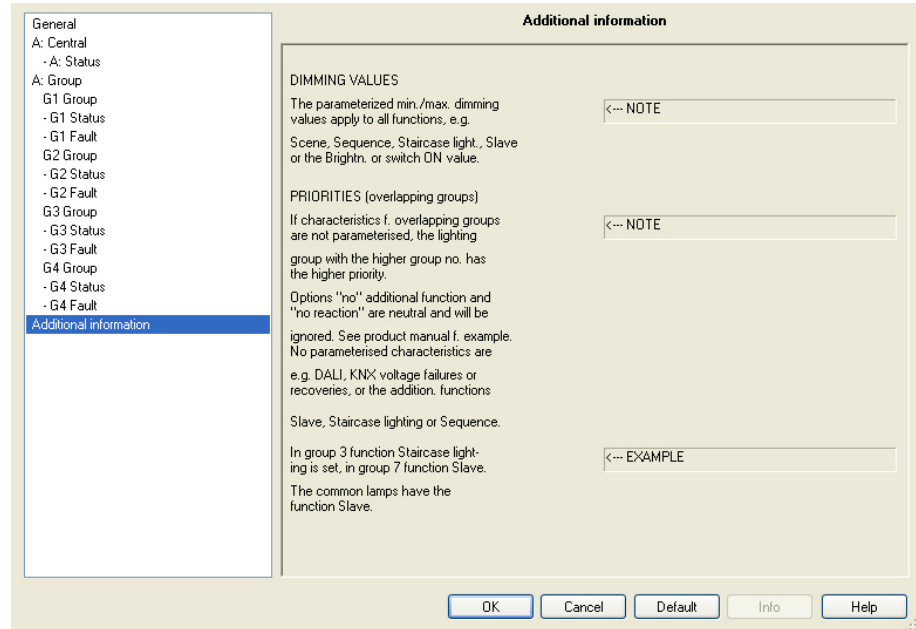 Additional information
General
A: Central
- A: Status
A: Group
G1 Group
- G1 Status
- G1 Fault
G2 Group
- G2 Status
- G2 Fault
G3 Group
- G3 Status
- G3 Fault
G4 Group
- G4 Status
- G4 Fault
Additional information
DIMMING VALUES
The parameterized min./max. dimming
values apply to all functions, e.g.
<--- NOTE
Scene, Sequence, Staircase light., Slave
or the Brightn. or switch ON value.
PRIORITIES (overlapping groups)
If characteristics f. overlapping groups
are not parameterised, the lighting
<--- NOTE
group with the higher group no. has
the higher priority.
Options "no" additional function and
"no reaction" are neutral and will be
ignored. See product manual f. example.
No parameterised characteristics are
e.g. DALI, KNX voltage failures or
recoveries, or the addition. functions
Slave, Staircase lighting or Sequence.
In group 3 function Staircase light-
ing is set, in group 7 function Slave.
<--- EXAMPLE
The common lamps have the
function Slave.
OK
Cancel
Default
Info
Help